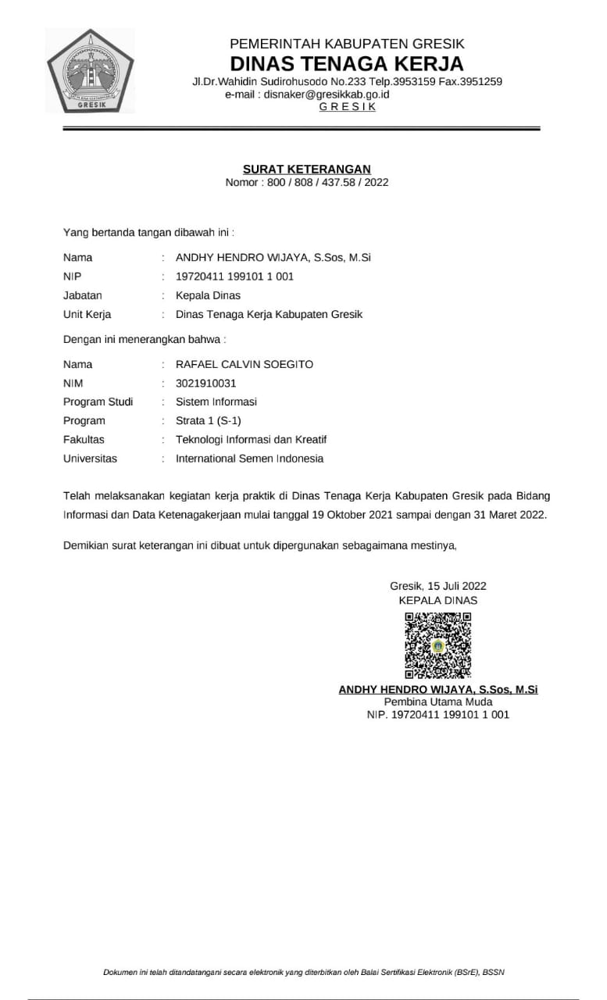 GRESIK
PEMERINTAH KABUPATEN GRESIK
DINAS TENAGA KERJA
Jl.Dr.Wahidin Sudirohusodo No.233 Telp.3953159 Fax.3951259
e-mail : disnaker@gresikkab.go.id
G R E S I K
SURAT KETERANGAN
Nomor : 800 / 808 / 437.58 / 2022
Yang bertanda tangan dibawah ini :
Nama : ANDHY HENDRO WIJAYA, S.Sos, M.Si
NIP : 19720411 199101 1 001
Jabatan : Kepala Dinas
Unit Kerja : Dinas Tenaga Kerja Kabupaten Gresik
Dengan ini menerangkan bahwa :
Nama : RAFAEL CALVIN SOEGITO
NIM : 3021910031
Program Studi : Sistem Informasi
Program : Strata 1 (S-1)
Fakultas : Teknologi Informasi dan Kreatif
Universitas : International Semen Indonesia
Telah melaksanakan kegiatan kerja praktik di Dinas Tenaga Kerja Kabupaten Gresik pada Bidang
Informasi dan Data Ketenagakerjaan mulai tanggal 19 Oktober 2021 sampai dengan 31 Maret 2022.
Demikian surat keterangan ini dibuat untuk dipergunakan sebagaimana mestinya,
Gresik, 15 Juli 2022
KEPALA DINAS
ANDHY HENDRO WIJAYA, S.Sos, M.Si
Pembina Utama Muda
NIP. 19720411 199101 1 001
Dokumen ini telah ditandatangani secara elektronik yang diterbitkan oleh Balai Sertifikasi Elektronik (BSrE), BSSN